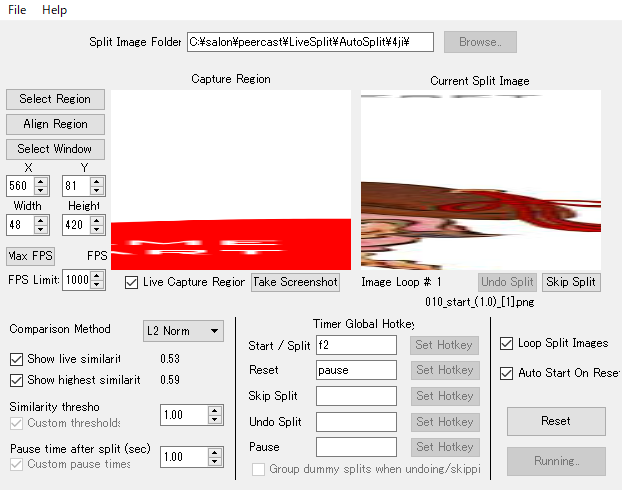 File Help
Split Image Folder C:¥salon¥peercast¥LiveSplit¥AutoSplit¥4ji¥ Browse..
Capture Region
Current Split Image
Select Region
Align Region
Select Window
X Y
560 81
Width Height
48 420
Max FPS FPS
FPS Limit: 1000
Live Capture Region Take Screenshot
Image Loop # 1 Undo Split Skip Split
010_start_(1.0)_[1].png
Comparison Method L2 Norm
Show live similarit 0.53
Show highest similarit 0.59
Similarity thresho 1.00
Custom thresholds
Pause time after split (sec) 1.00
Custom pause times
Timer Global Hotkey
Start / Split f2 Set Hotkey
Reset pause Set Hotkey
Skip Split Set Hotkey
Undo Split Set Hotkey
Pause Set Hotkey
Group dummy splits when undoing/skippi
Loop Split Images
Auto Start On Reset
Reset
Running..